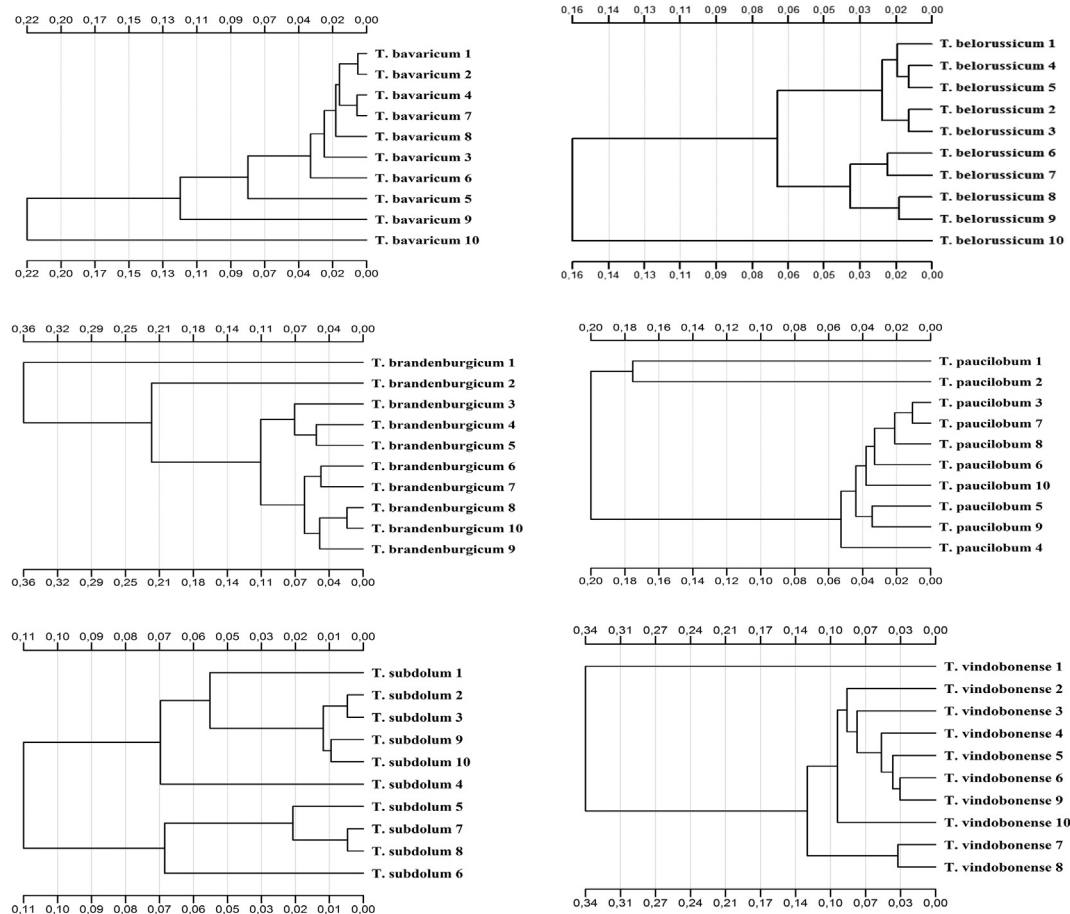 0,22 0,20 0,17 0,15 0,13 0,11 0,09 0,07 0,04 0,02 0,00
T. bavaricum 1
T. bavaricum 2
T. bavaricum 4
T. bavaricum 7
T. bavaricum 8
T. bavaricum 3
T. bavaricum 6
T. bavaricum 5
T. bavaricum 9
T. bavaricum 10
0,22 0,20 0,17 0,15 0,13 0,11 0,09 0,07 0,04 0,02 0,00
0,16 0,14 0,13 0,11 0,09 0,08 0,06 0,05 0,03 0,02 0,00
T. belorussicum 1
T. belorussicum 4
T. belorussicum 5
T. belorussicum 2
T. belorussicum 3
T. belorussicum 6
T. belorussicum 7
T. belorussicum 8
T. belorussicum 9
T. belorussicum 10
0,16 0,14 0,13 0,11 0,09 0,08 0,06 0,05 0,03 0,02 0,00
0,36 0,32 0,29 0,25 0,21 0,18 0,14 0,11 0,07 0,04 0,00
T. brandenburgicum 1
T. brandenburgicum 2
T. brandenburgicum 3
T. brandenburgicum 4
T. brandenburgicum 5
T. brandenburgicum 6
T. brandenburgicum 7
T. brandenburgicum 8
T. brandenburgicum 10
T. brandenburgicum 9
0,36 0,32 0,29 0,25 0,21 0,18 0,14 0,11 0,07 0,04 0,00
0,20 0,18 0,16 0,14 0,12 0,10 0,08 0,06 0,04 0,02 0,00
T. paucilobum 1
T. paucilobum 2
T. paucilobum 3
T. paucilobum 7
T. paucilobum 8
T. paucilobum 6
T. paucilobum 10
T. paucilobum 5
T. paucilobum 9
T. paucilobum 4
0,20 0,18 0,16 0,14 0,12 0,10 0,08 0,06 0,04 0,02 0,00
0,11 0,10 0,09 0,08 0,07 0,06 0,05 0,03 0,02 0,01 0,00
T. subdolum 1
T. subdolum 2
T. subdolum 3
T. subdolum 9
T. subdolum 10
T. subdolum 4
T. subdolum 5
T. subdolum 7
T. subdolum 8
T. subdolum 6
0,11 0,10 0,09 0,08 0,07 0,06 0,05 0,03 0,02 0,01 0,00
0,34 0,31 0,27 0,24 0,21 0,17 0,14 0,10 0,07 0,03 0,00
T. vindobonense 1
T. vindobonense 2
T. vindobonense 3
T. vindobonense 4
T. vindobonense 5
T. vindobonense 6
T. vindobonense 9
T. vindobonense 10
T. vindobonense 7
T. vindobonense 8
0,34 0,31 0,27 0,24 0,21 0,17 0,14 0,10 0,07 0,03 0,00